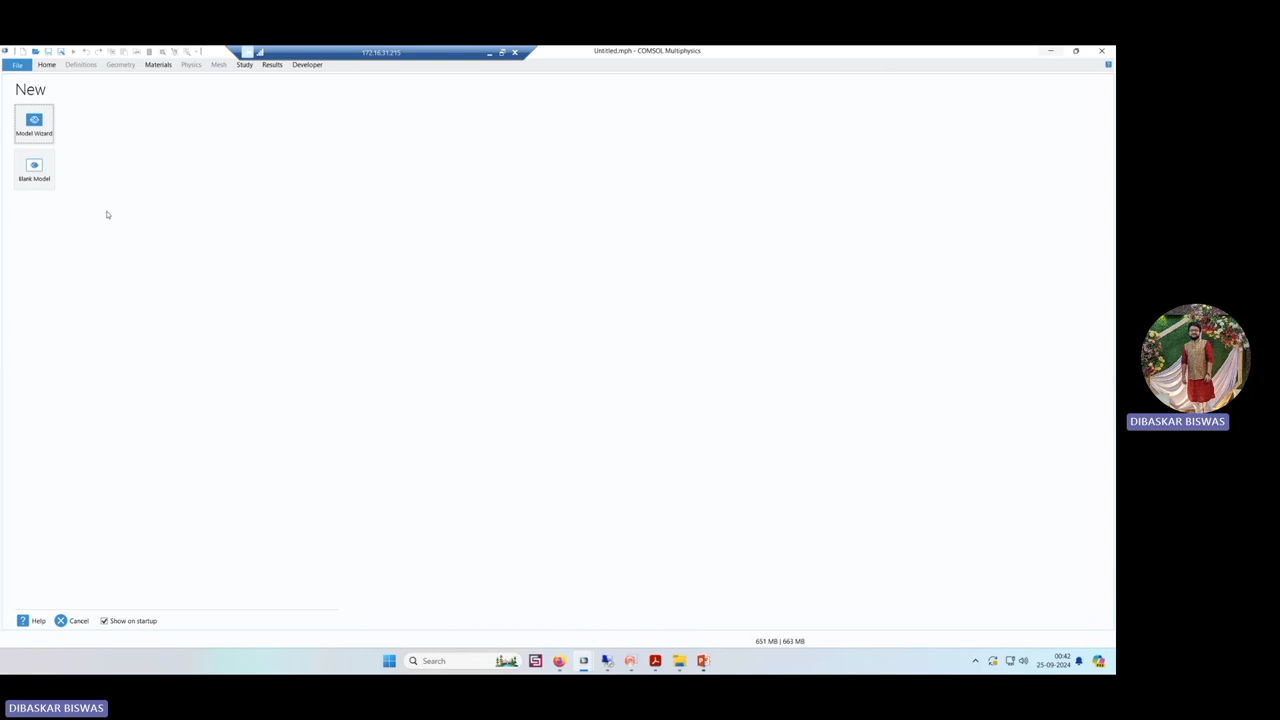 172.16.31.215
Untitled.mph - COMSOL Multiphysics
File Home Definitions Geometry Materials Physics Mesh Study Results Developer
New
Model Wizard
Blank Model
DIBASKAR BISWAS
Help Cancel Show on startup
651 MB | 663 MB
Search
00:42
25-09-2024
DIBASKAR BISWAS